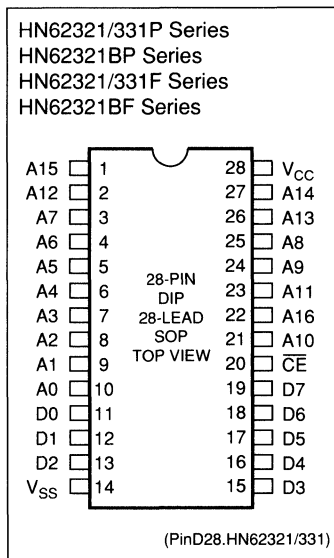 HN62321/331P Series
HN62321BP Series
HN62321/331F Series
HN62321BF Series
A15 1 28 VCC
A12 2 27 A14
A7 3 26 A13
A6 4 25 A8
A5 5 24 A9
A4 6 28-PIN 23 A11
A3 7 DIP 22 A16
A2 8 28-LEAD 21 A10
A1 9 SOP 20 CE
A0 10 TOP VIEW 19 D7
D0 11 18 D6
D1 12 17 D5
D2 13 16 D4
VSS 14 15 D3
(PinD28.HN62321/331)